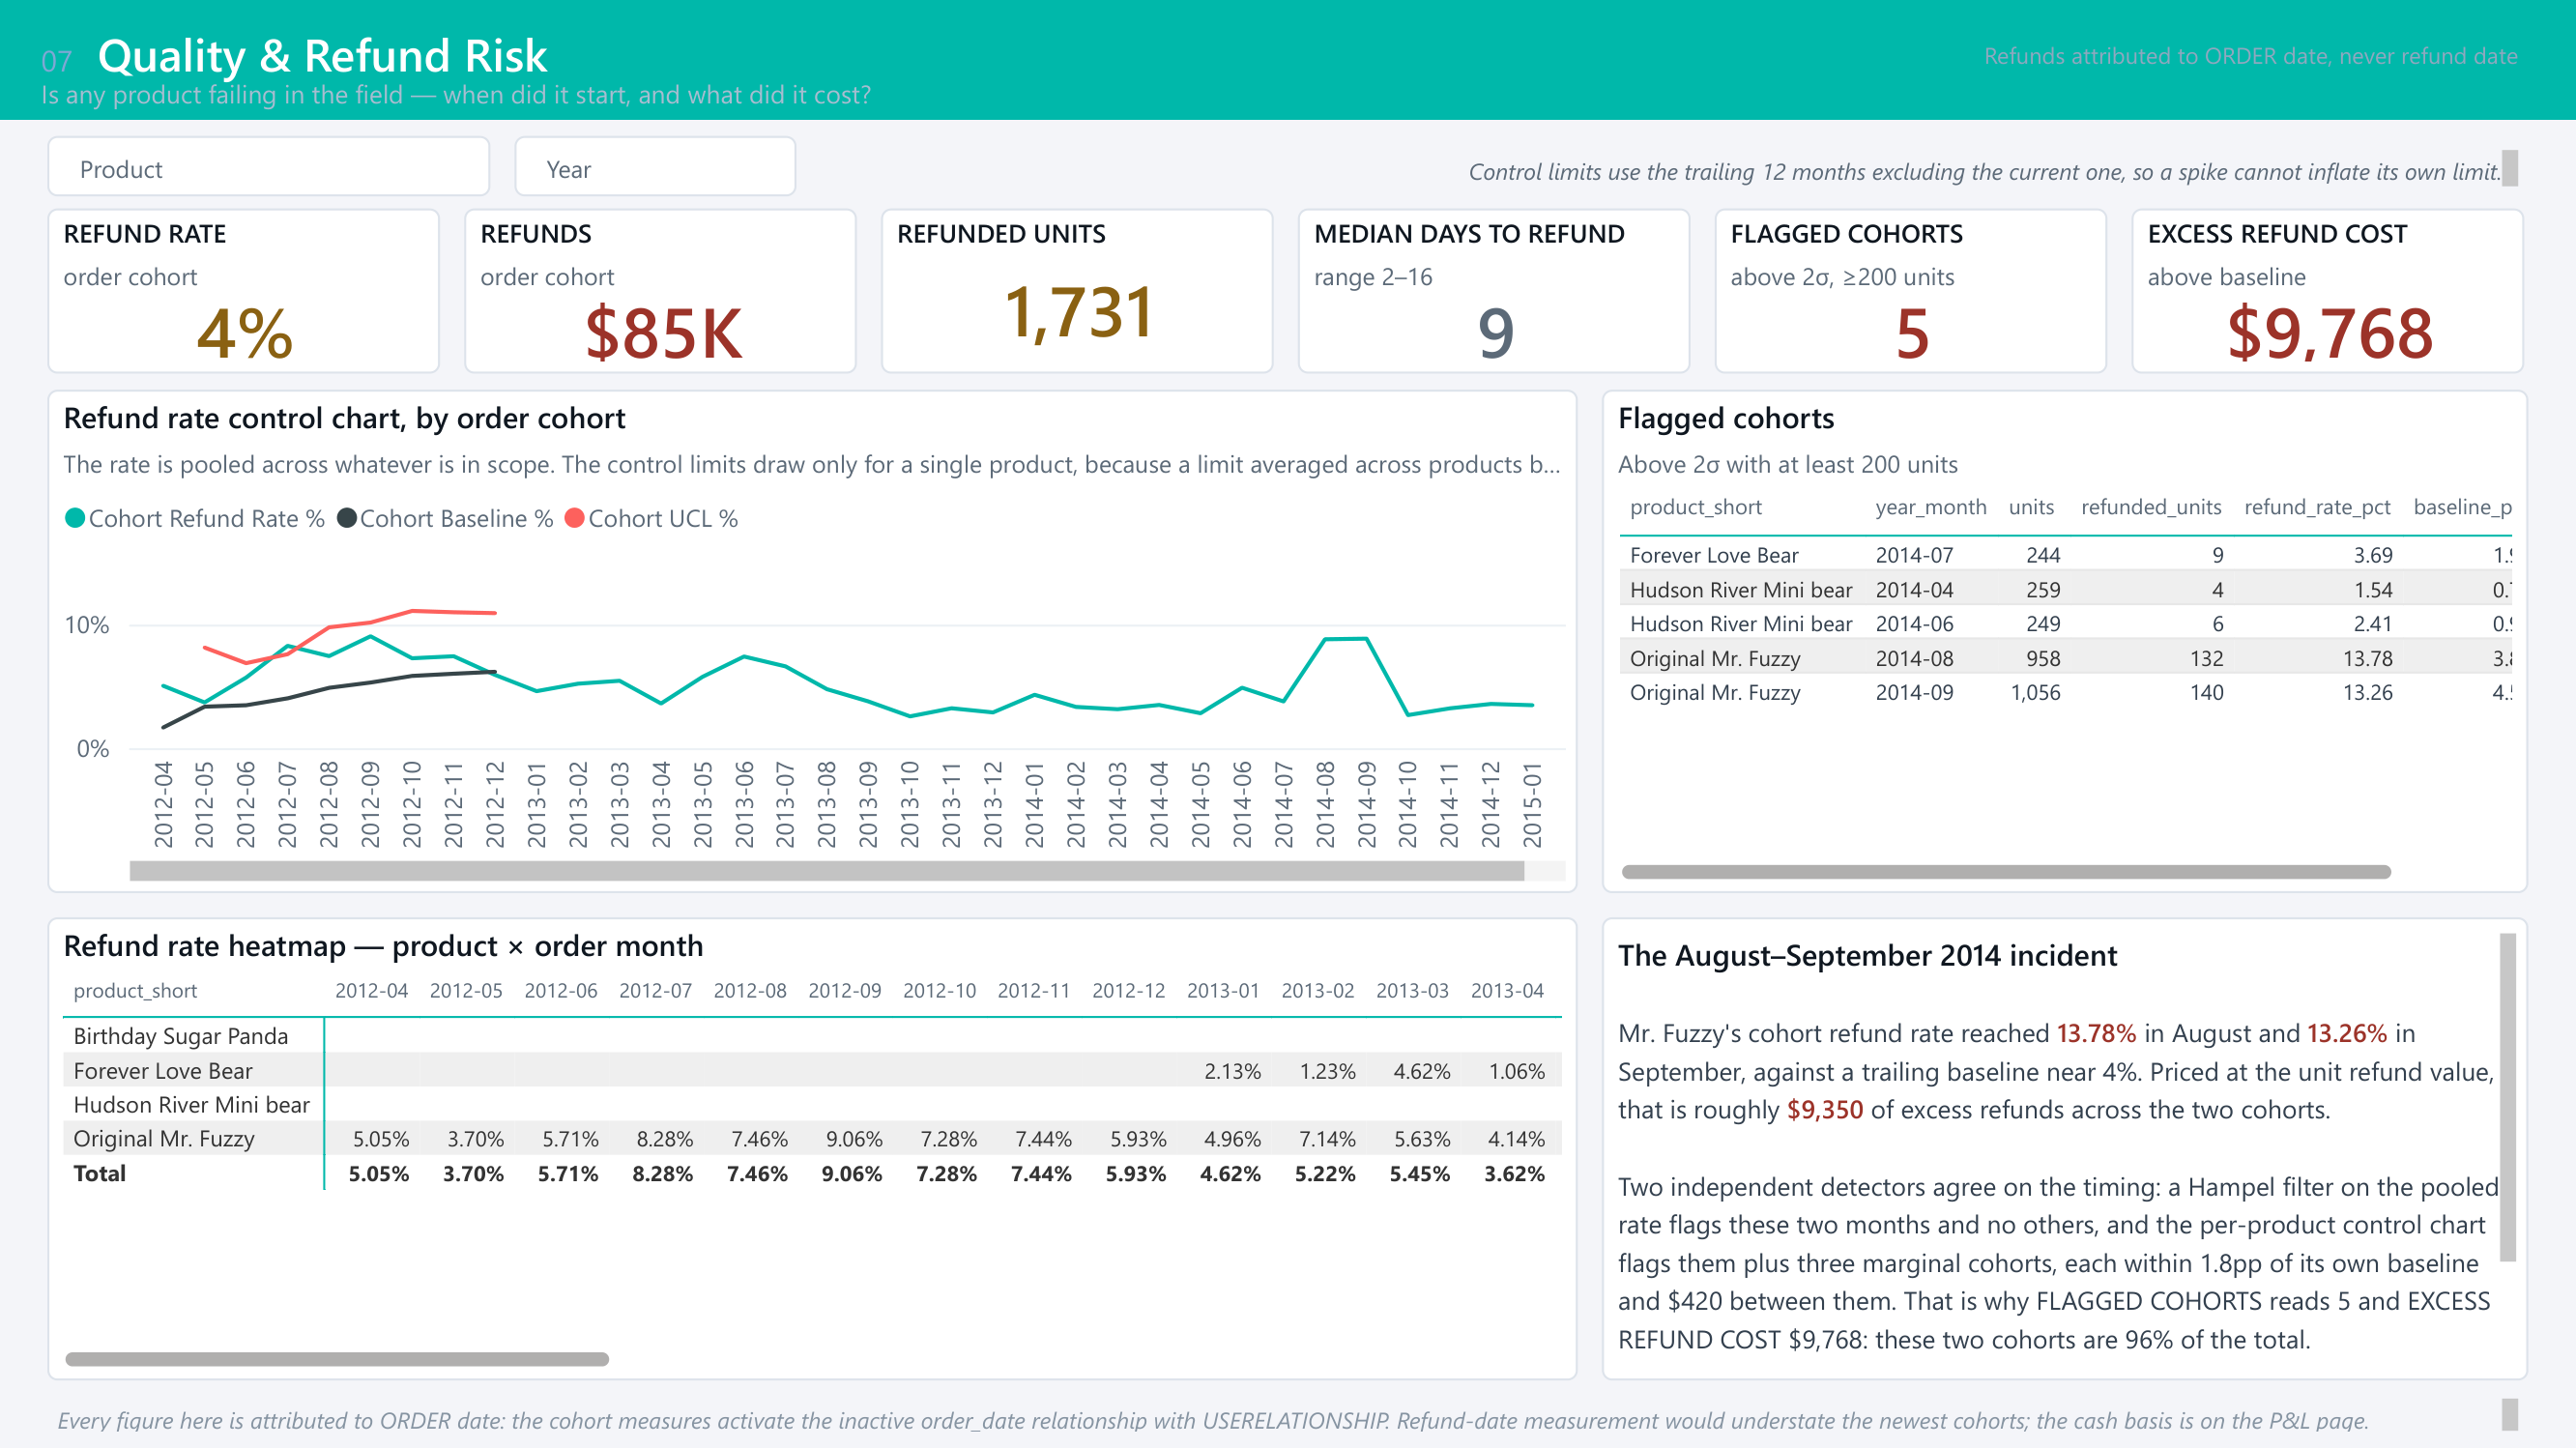 07 Quality & Refund Risk
Refunds attributed to ORDER date, never refund date
Is any product failing in the field — when did it start, and what did it cost?
Product
Year
Control limits use the trailing 12 months excluding the current one, so a spike cannot inflate its own limit.
REFUND RATE
order cohort
4%
REFUNDS
order cohort
$85K
REFUNDED UNITS
1,731
MEDIAN DAYS TO REFUND
range 2–16
9
FLAGGED COHORTS
above 2σ, ≥200 units
5
EXCESS REFUND COST
above baseline
$9,768
Refund rate control chart, by order cohort
The rate is pooled across whatever is in scope. The control limits draw only for a single product, because a limit averaged across products b...
Cohort Refund Rate % Cohort Baseline % Cohort UCL %
10%
0%
2012-04 2012-05 2012-06 2012-07 2012-08 2012-09 2012-10 2012-11 2012-12 2013-01 2013-02 2013-03 2013-04 2013-05 2013-06 2013-07 2013-08 2013-09 2013-10 2013-11 2013-12 2014-01 2014-02 2014-03 2014-04 2014-05 2014-06 2014-07 2014-08 2014-09 2014-10 2014-11 2014-12 2015-01
Flagged cohorts
Above 2σ with at least 200 units
product_short year_month units refunded_units refund_rate_pct baseline_p
Forever Love Bear 2014-07 244 9 3.69
Hudson River Mini bear 2014-04 259 4 1.54
Hudson River Mini bear 2014-06 249 6 2.41
Original Mr. Fuzzy 2014-08 958 132 13.78
Original Mr. Fuzzy 2014-09 1,056 140 13.26
Refund rate heatmap — product × order month
product_short 2012-04 2012-05 2012-06 2012-07 2012-08 2012-09 2012-10 2012-11 2012-12 2013-01 2013-02 2013-03 2013-04
Birthday Sugar Panda
Forever Love Bear 2.13% 1.23% 4.62% 1.06%
Hudson River Mini bear
Original Mr. Fuzzy 5.05% 3.70% 5.71% 8.28% 7.46% 9.06% 7.28% 7.44% 5.93% 4.96% 7.14% 5.63% 4.14%
Total 5.05% 3.70% 5.71% 8.28% 7.46% 9.06% 7.28% 7.44% 5.93% 4.62% 5.22% 5.45% 3.62%
The August–September 2014 incident
Mr. Fuzzy's cohort refund rate reached 13.78% in August and 13.26% in
September, against a trailing baseline near 4%. Priced at the unit refund value,
that is roughly $9,350 of excess refunds across the two cohorts.
Two independent detectors agree on the timing: a Hampel filter on the pooled
rate flags these two months and no others, and the per-product control chart
flags them plus three marginal cohorts, each within 1.8pp of its own baseline
and $420 between them. That is why FLAGGED COHORTS reads 5 and EXCESS
REFUND COST $9,768: these two cohorts are 96% of the total.
Every figure here is attributed to ORDER date: the cohort measures activate the inactive order_date relationship with USERELATIONSHIP. Refund-date measurement would understate the newest cohorts; the cash basis is on the P&L page.